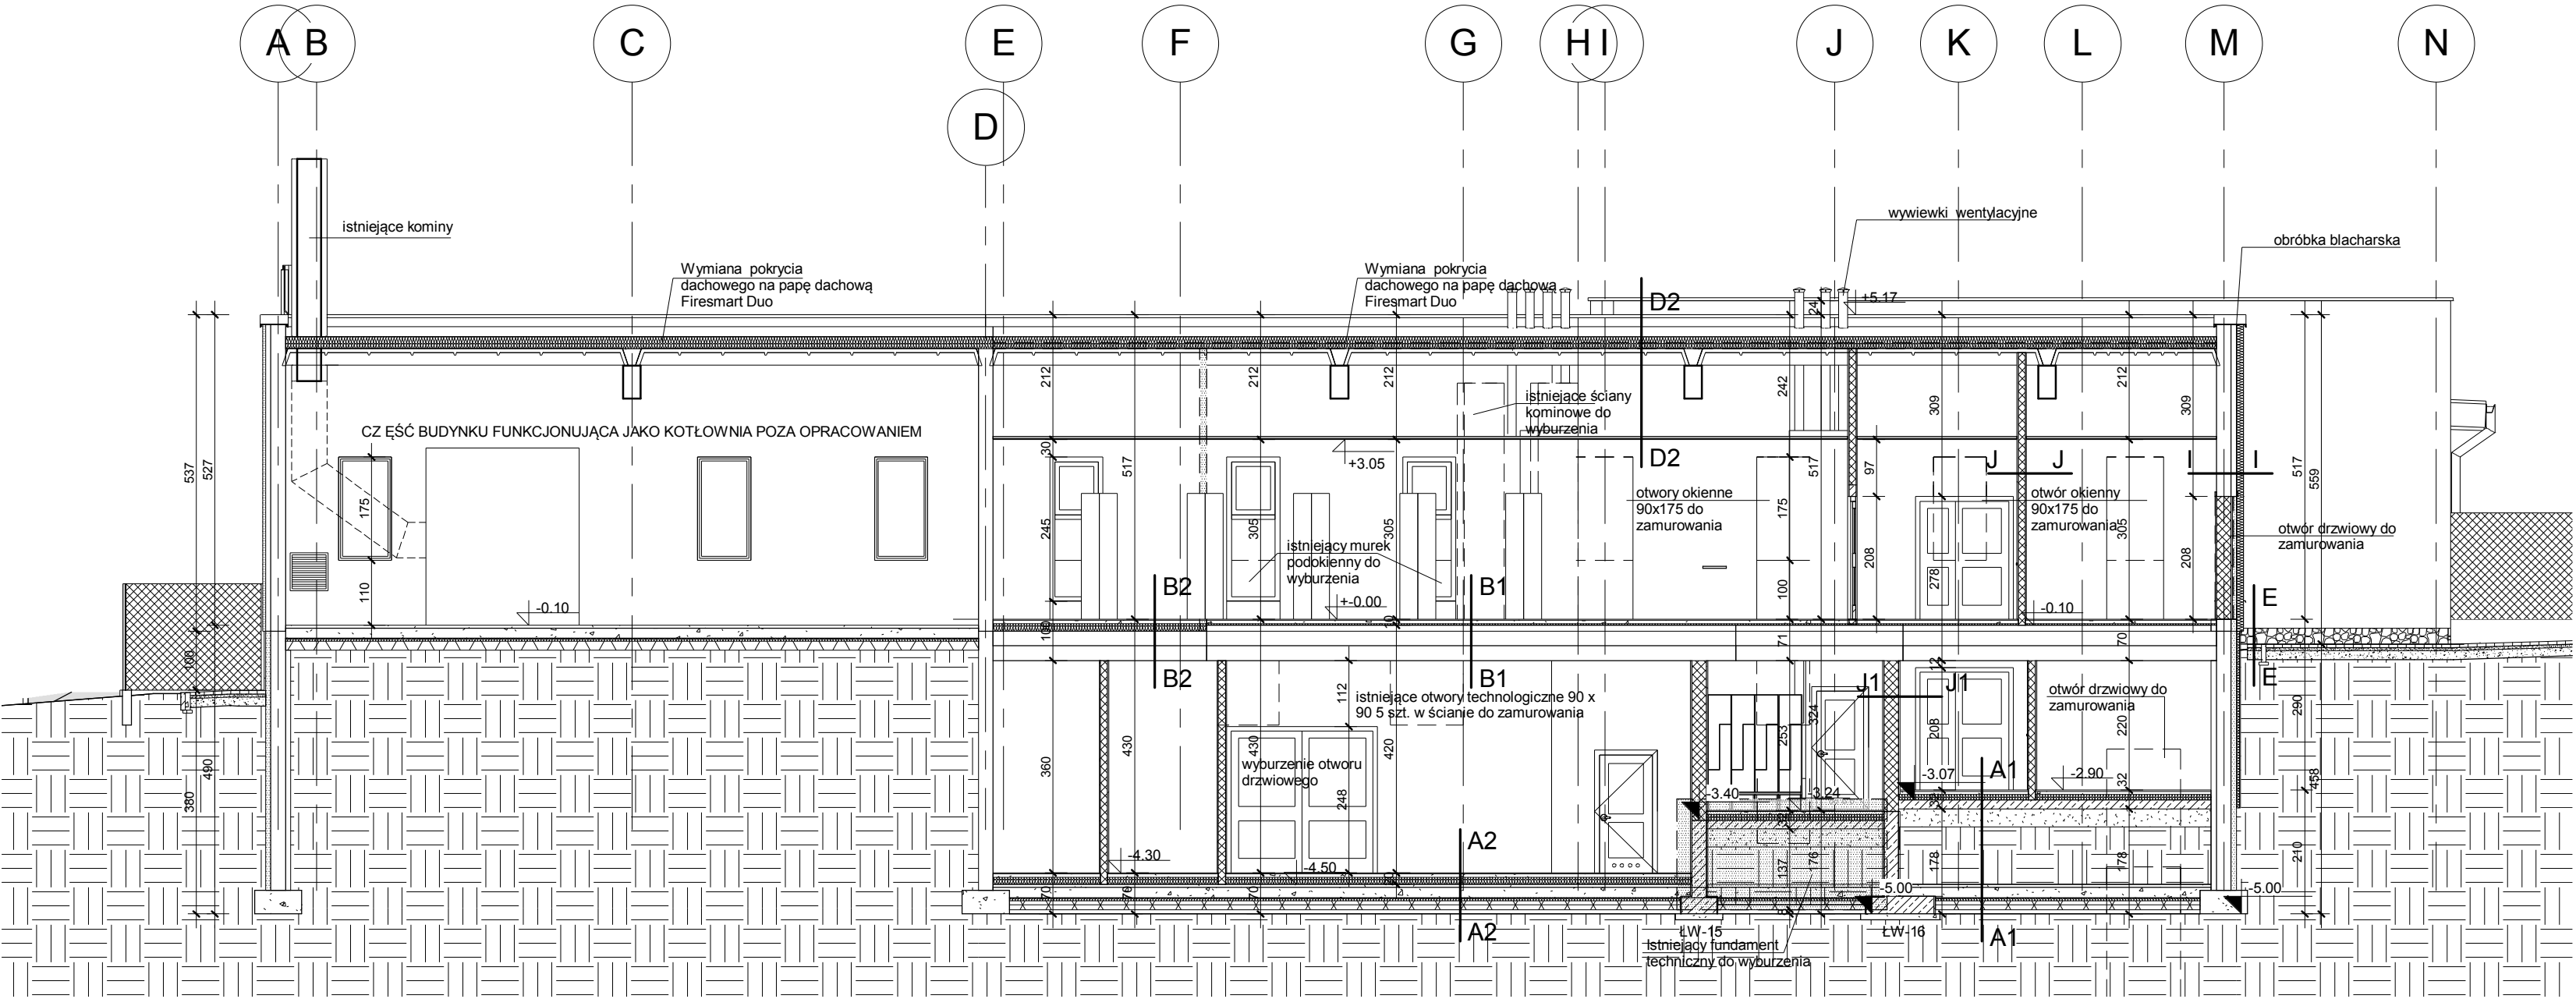 A B C E F G H I J K L M N
D
istniejące kominy
wywiewki wentylacyjne
obróbka blacharska
Wymiana pokrycia
dachowego na papę dachową
Firesmart Duo
Wymiana pokrycia
dachowego na papę dachową
Firesmart Duo
D2
24
+5.17
212
212
212
242
309
212
309
istniejące ściany
kominowe do
wyburzenia
CZ ĘŚĆ BUDYNKU FUNKCJONUJĄCA JAKO KOTŁOWNIA POZA OPRACOWANIEM
537
527
30
517
+3.05
D2
517
97
J J
I I
517
559
175
245
305
305
otwory okienne
90x175 do
zamurowania
175
otwór okienny
90x175 do
zamurowania
305
otwór drzwiowy do
zamurowania
istniejący murek
podokienny do
wyburzenia
208
208
110
B2
B1
100
278
E
-0.10
+-0.00
-0.10
100
10
71
70
108
B2
B1
12
E
112
istniejące otwory technologiczne 90 x
90 5 szt. w ścianie do zamurowania
J1 J1
otwór drzwiowy do
zamurowania
290
324
253
208
220
490
380
360
430
430
420
wyburzenie otworu
drzwiowego
248
-3.07
A1
-2.90
32
458
-3.40
-3.24
A2
-4.30
-4.50
137
176
178
178
210
70
70
70
-5.00
-5.00
A2
ŁW-15
ŁW-16
A1
Istniejący fundament
techniczny do wyburzenia